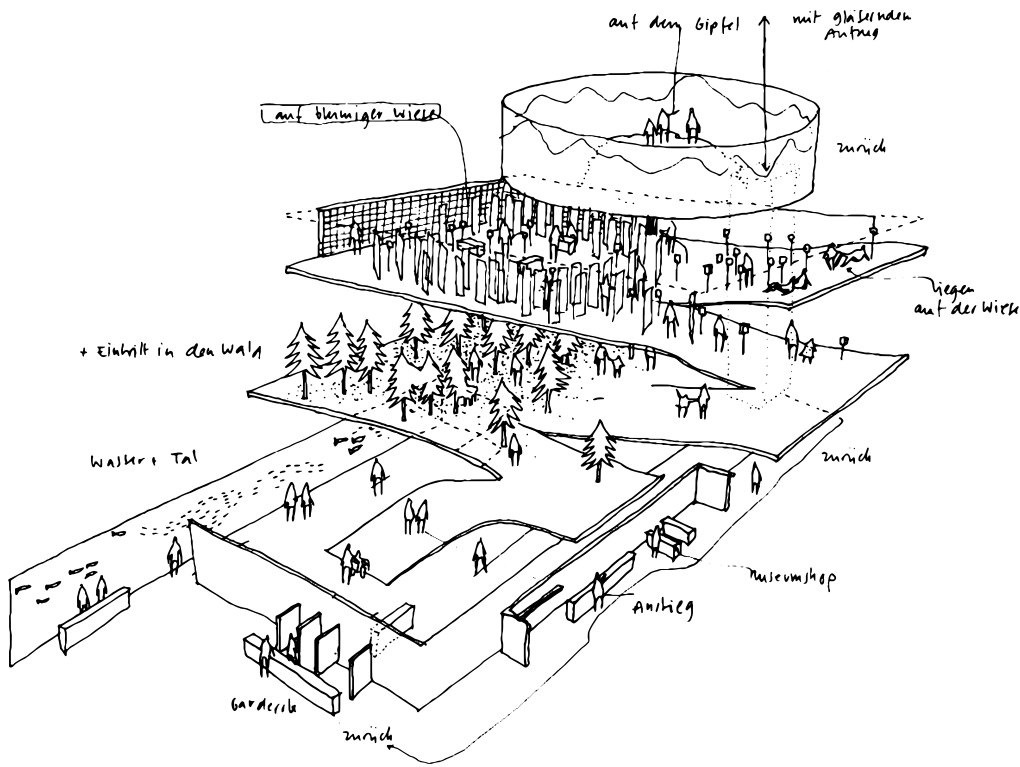 auf dem Gipfel
mit gläsernden
Aufzug
auf blumiger Wiese
zurück
liegen
auf der Wiese
+ Eintritt in den Wald
Wasser + Tal
zurück
Museumshop
Anstieg
Garderobe
zurück